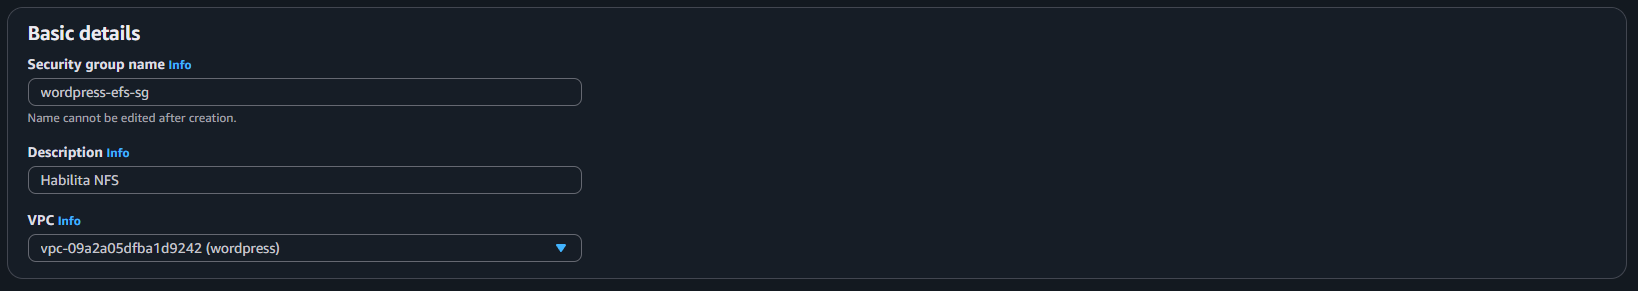 Basic details
Security group name Info
wordpress-efs-sg
Name cannot be edited after creation.
Description Info
Habilita NFS
VPC Info
vpc-09a2a05dfba1d9242 (wordpress)